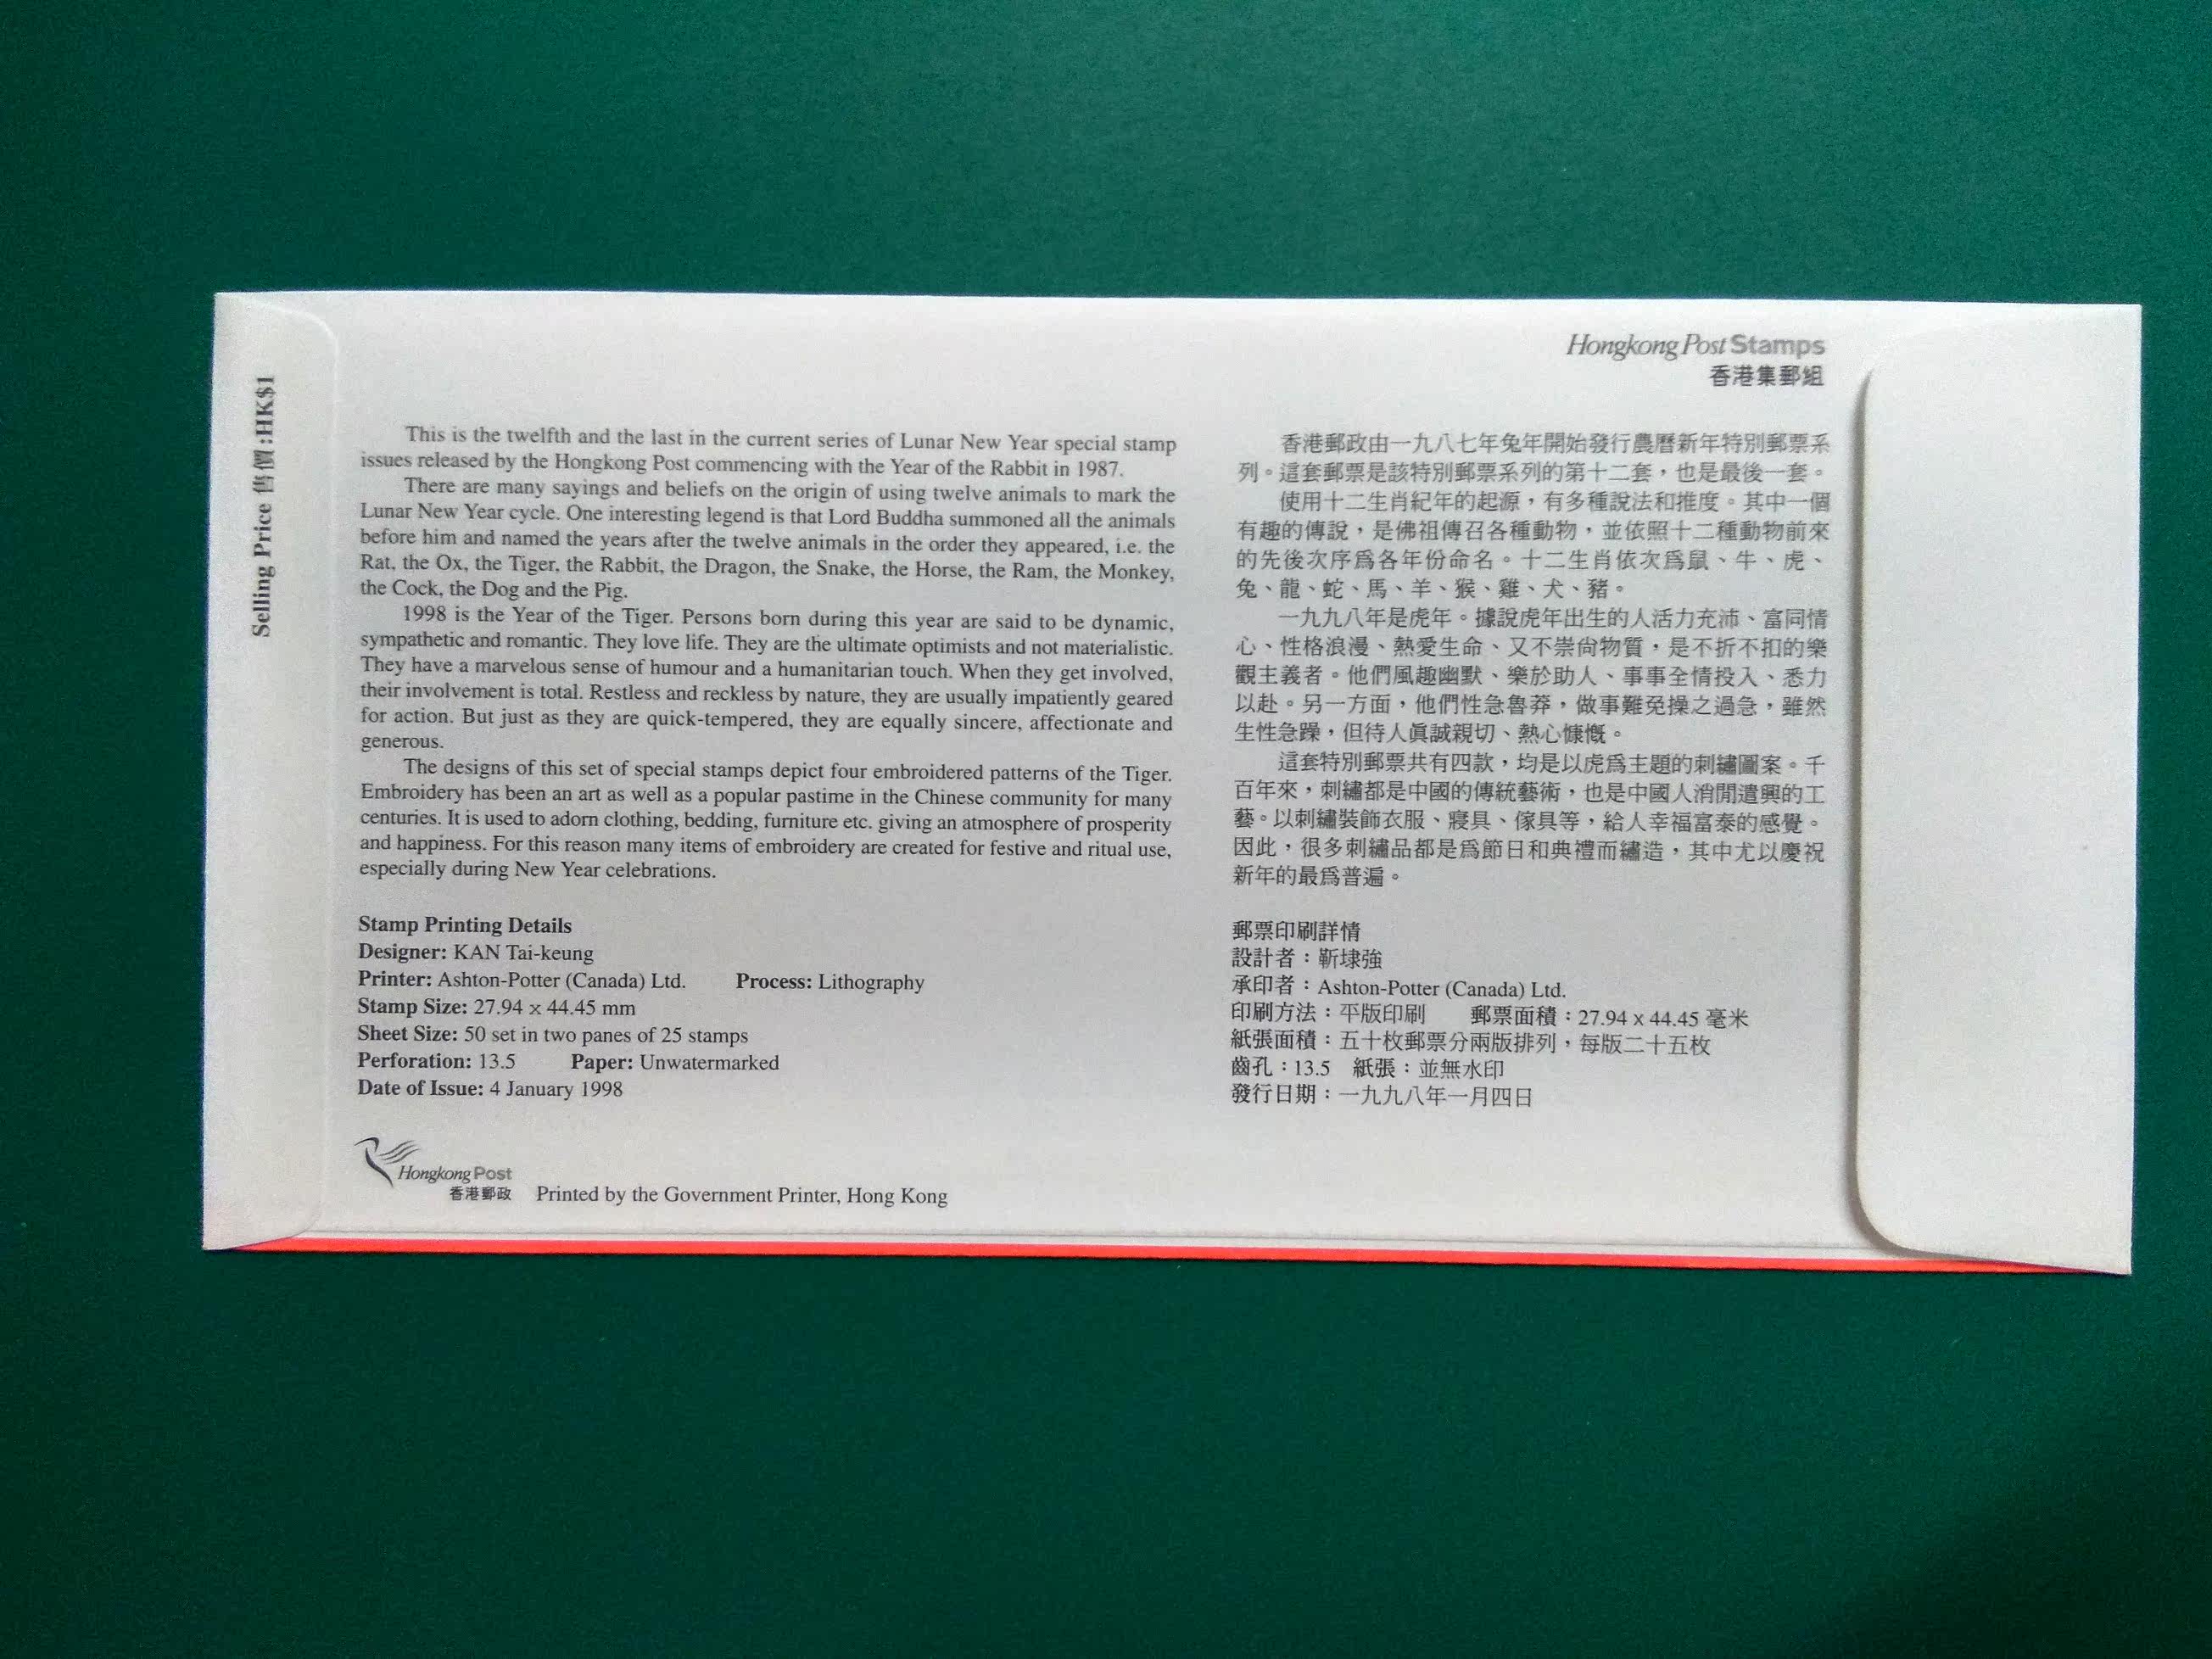 Selling Price 售價:HK$1
Hongkong Post Stamps
香港集郵組
This is the twelfth and the last in the current series of Lunar New Year special stamp
issues released by the Hongkong Post commencing with the Year of the Rabbit in 1987.
There are many sayings and beliefs on the origin of using twelve animals to mark the
Lunar New Year cycle. One interesting legend is that Lord Buddha summoned all the animals
before him and named the years after the twelve animals in the order they appeared, i.e. the
Rat, the Ox, the Tiger, the Rabbit, the Dragon, the Snake, the Horse, the Ram, the Monkey,
the Cock, the Dog and the Pig.
1998 is the Year of the Tiger. Persons born during this year are said to be dynamic,
sympathetic and romantic. They love life. They are the ultimate optimists and not materialistic.
They have a marvelous sense of humour and a humanitarian touch. When they get involved,
their involvement is total. Restless and reckless by nature, they are usually impatiently geared
for action. But just as they are quick-tempered, they are equally sincere, affectionate and
generous.
The designs of this set of special stamps depict four embroidered patterns of the Tiger.
Embroidery has been an art as well as a popular pastime in the Chinese community for many
centuries. It is used to adorn clothing, bedding, furniture etc. giving an atmosphere of prosperity
and happiness. For this reason many items of embroidery are created for festive and ritual use,
especially during New Year celebrations.
Stamp Printing Details
Designer: KAN Tai-keung
Printer: Ashton-Potter (Canada) Ltd. Process: Lithography
Stamp Size: 27.94 x 44.45 mm
Sheet Size: 50 set in two panes of 25 stamps
Perforation: 13.5 Paper: Unwatermarked
Date of Issue: 4 January 1998
香港郵政由一九八七年兔年開始發行農曆新年特別郵票系
列。這套郵票是該特別郵票系列的第十二套，也是最後一套。
使用十二生肖紀年的起源，有多種說法和推度。其中一個
有趣的傳說，是佛祖傳召各種動物，並依照十二種動物前來
的先後次序爲各年份命名。十二生肖依次爲鼠、牛、虎、
兔、龍、蛇、馬、羊、猴、雞、犬、豬。
一九九八年是虎年。據說虎年出生的人活力充沛、富同情
心、性格浪漫、熱愛生命、又不崇尙物質，是不折不扣的樂
觀主義者。他們風趣幽默、樂於助人、事事全情投入、悉力
以赴。另一方面，他們性急魯莽，做事難免操之過急，雖然
生性急躁，但待人眞誠親切、熱心慷慨。
這套特別郵票共有四款，均是以虎爲主題的刺繡圖案。千
百年來，刺繡都是中國的傳統藝術，也是中國人消閒遣興的工
藝。以刺繡裝飾衣服、寢具、傢具等，給人幸福富泰的感覺。
因此，很多刺繡品都是爲節日和典禮而繡造，其中尤以慶祝
新年的最爲普遍。
郵票印刷詳情
設計者：靳埭強
承印者：Ashton-Potter (Canada) Ltd.
印刷方法：平版印刷 郵票面積：27.94 x 44.45 毫米
紙張面積：五十枚郵票分兩版排列，每版二十五枚
齒孔：13.5 紙張：並無水印
發行日期：一九九八年一月四日
Hongkong Post
香港郵政 Printed by the Government Printer, Hong Kong